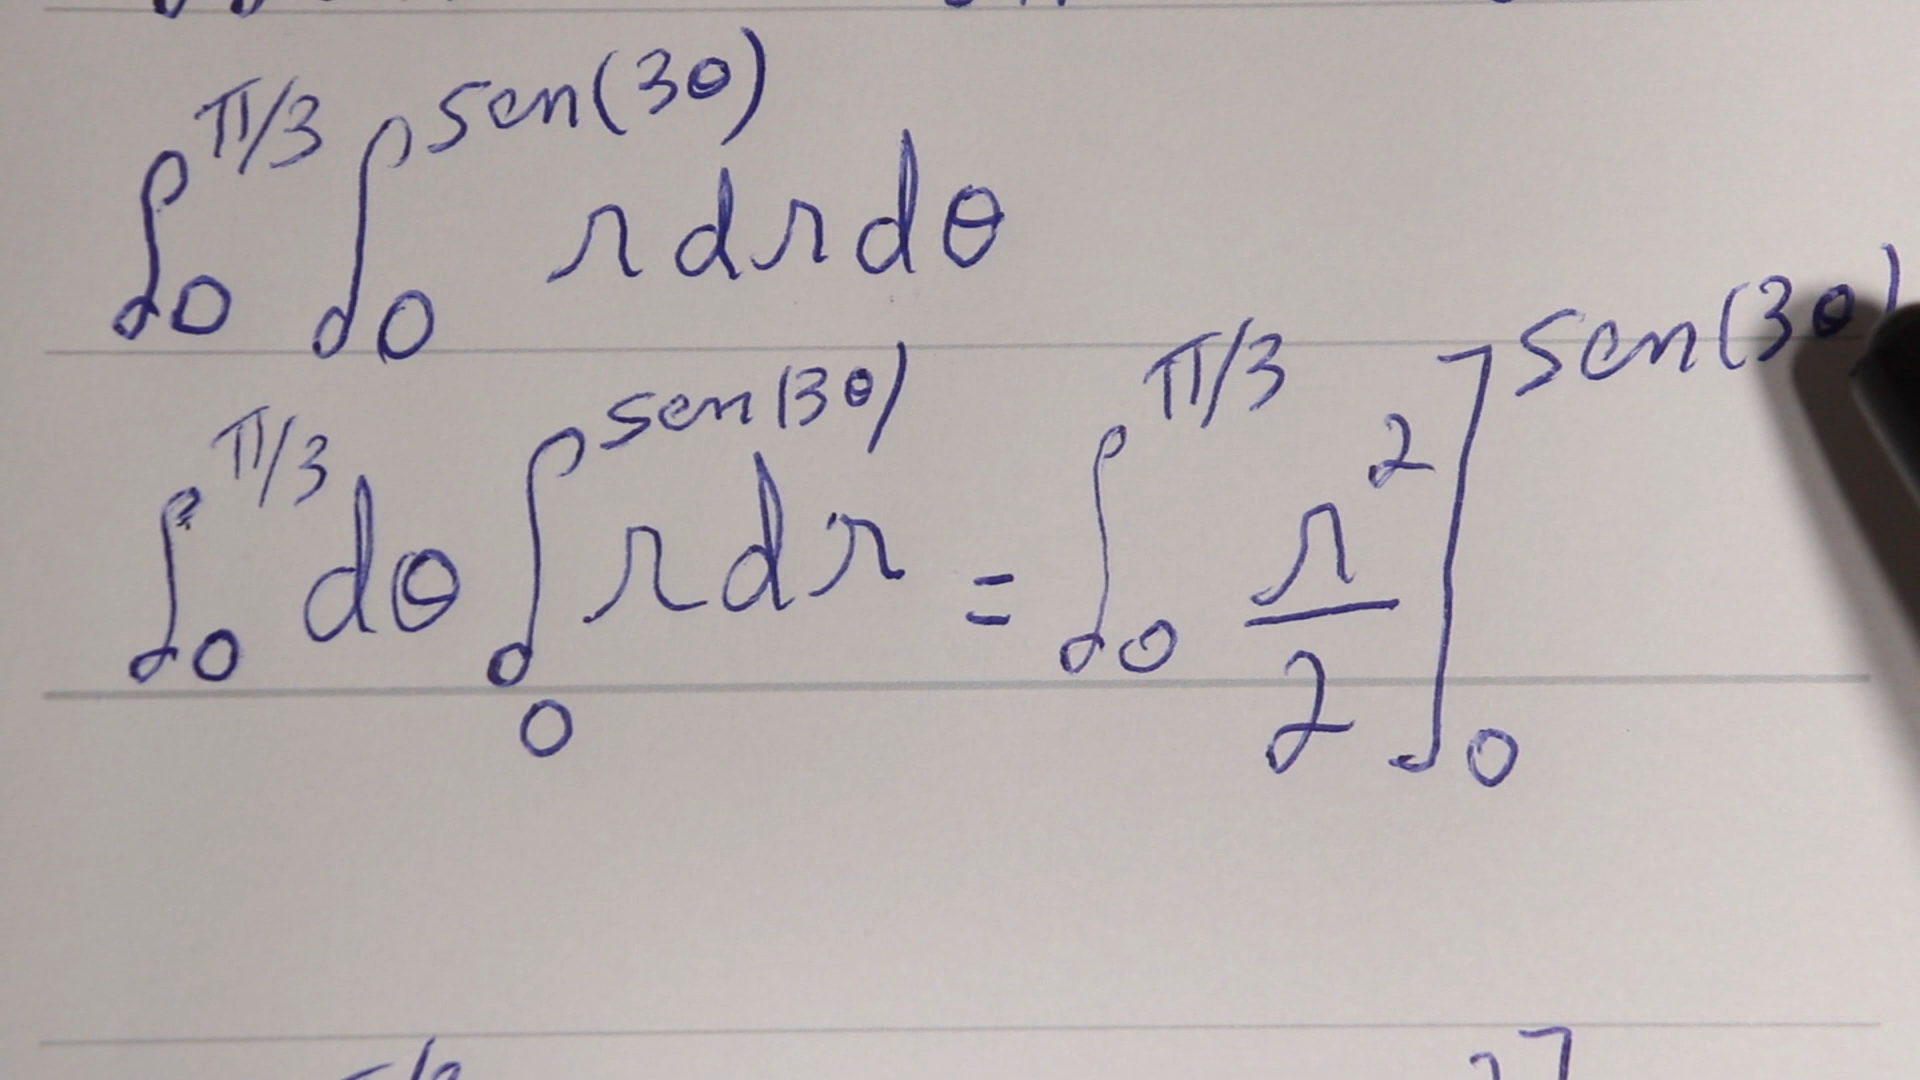 ∫₀^{π/3} ∫₀^{sen(3θ)} r dr dθ
∫₀^{π/3} dθ ∫₀^{sen(3θ)} r dr = ∫₀^{π/3} r²/2 ]₀^{sen(3θ)}